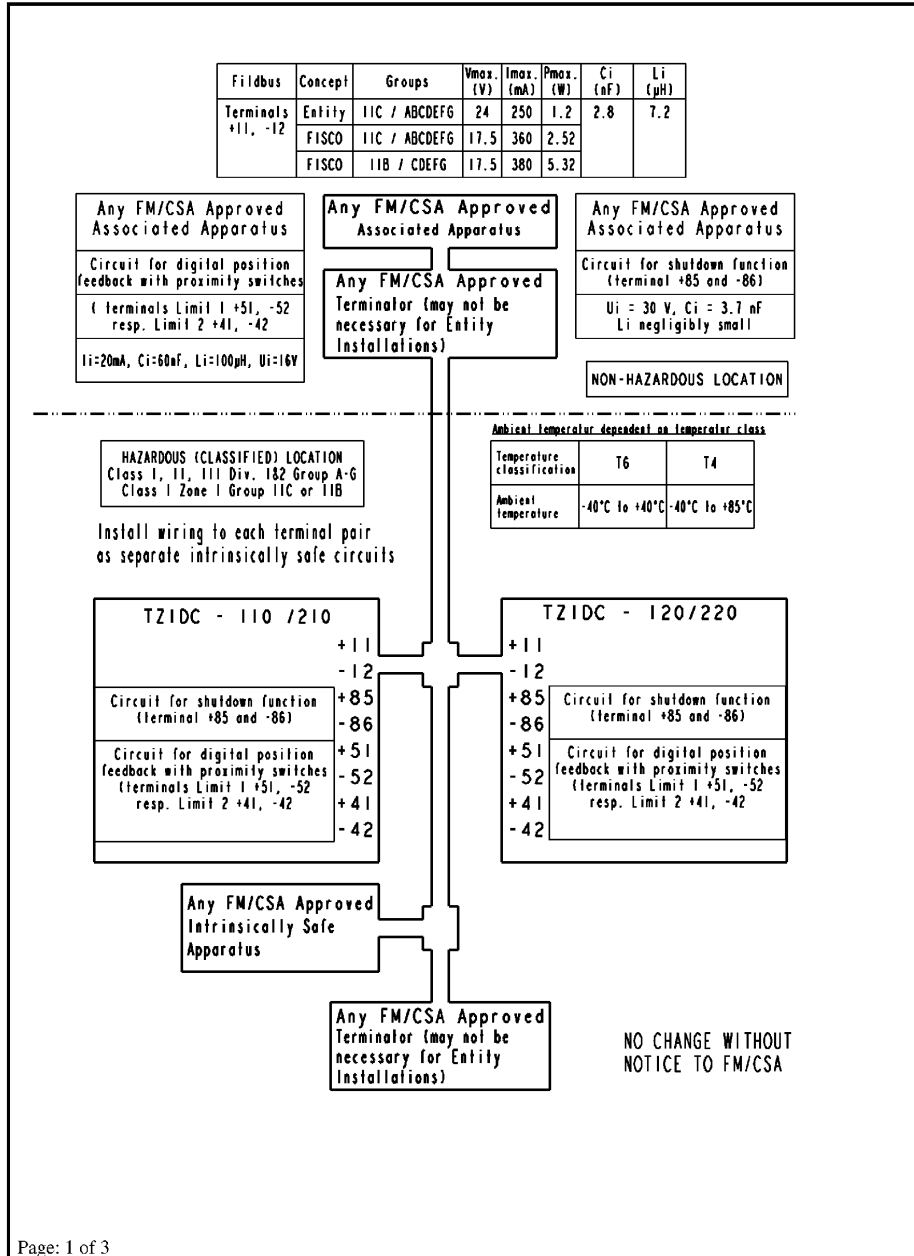 Fildbus Concept Groups Vmax. (V) Imax. (mA) Pmax. (W) Ci (nF) Li (µH)
Terminals +11, -12 Entity IIC / ABCDEFG 24 250 1.2 2.8 7.2
FISCO IIC / ABCDEFG 17.5 360 2.52
FISCO IIB / CDEFG 17.5 380 5.32
Any FM/CSA Approved
Associated Apparatus
Circuit for digital position
feedback with proximity switches
( terminals Limit 1 +51, -52
resp. Limit 2 +41, -42
Ii=20mA, Ci=60nF, Li=100µH, Ui=16V
Any FM/CSA Approved
Associated Apparatus
Any FM/CSA Approved
Terminator (may not be
necessary for Entity
Installations)
Any FM/CSA Approved
Associated Apparatus
Circuit for shutdown function
(terminal +85 and -86)
Ui = 30 V, Ci = 3.7 nF
Li negligibly small
NON-HAZARDOUS LOCATION
HAZARDOUS (CLASSIFIED) LOCATION
Class I, II, III Div. 1&2 Group A-G
Class I Zone 1 Group IIC or IIB
Install wiring to each terminal pair
as separate intrinsically safe circuits
Ambient temperatur dependent on temperatur class
Temperature classification T6 T4
Ambient temperature -40°C to +40°C -40°C to +85°C
TZIDC - 110 /210
+11
-12
+85
-86
+51
-52
+41
-42
Circuit for shutdown function
(terminal +85 and -86)
Circuit for digital position
feedback with proximity switches
(terminals Limit 1 +51, -52
resp. Limit 2 +41, -42
TZIDC - 120/220
+11
-12
+85
-86
+51
-52
+41
-42
Circuit for shutdown function
(terminal +85 and -86)
Circuit for digital position
feedback with proximity switches
(terminals Limit 1 +51, -52
resp. Limit 2 +41, -42
Any FM/CSA Approved
Intrinsically Safe
Apparatus
Any FM/CSA Approved
Terminator (may not be
necessary for Entity
Installations)
NO CHANGE WITHOUT
NOTICE TO FM/CSA
Page: 1 of 3